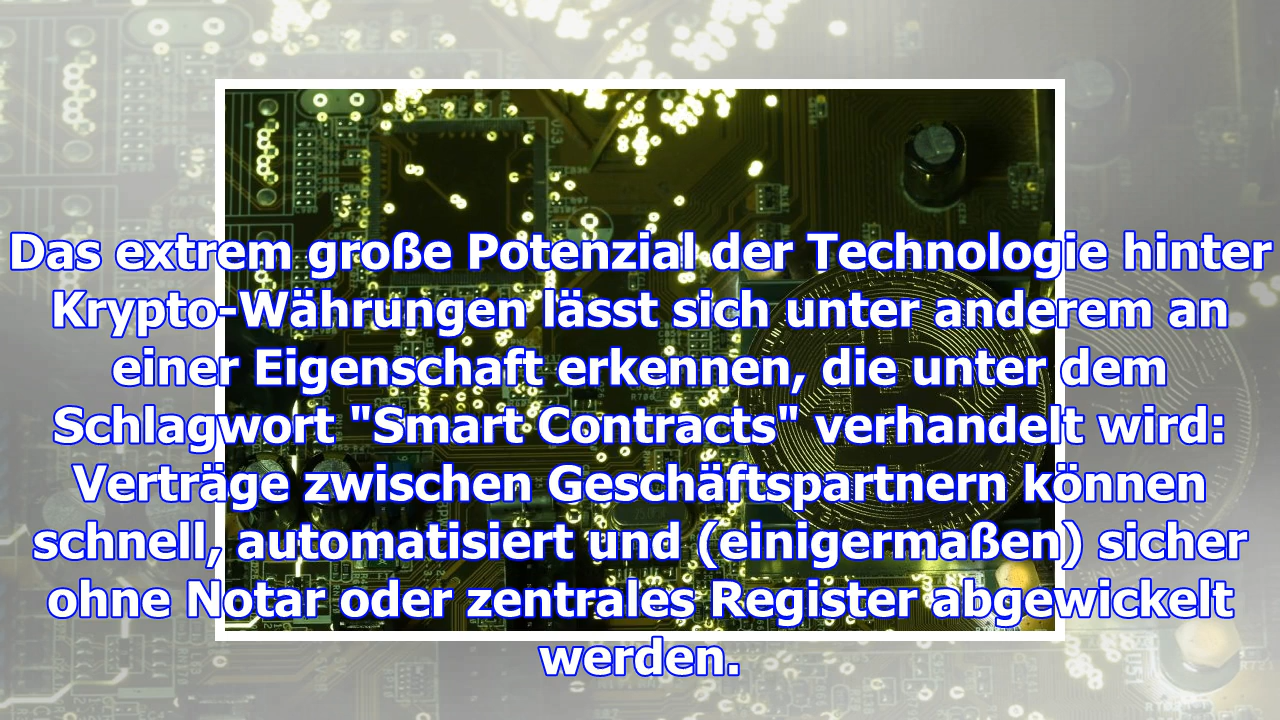 Das extrem große Potenzial der Technologie hinter
Krypto-Währungen lässt sich unter anderem an
einer Eigenschaft erkennen, die unter dem
Schlagwort "Smart Contracts" verhandelt wird:
Verträge zwischen Geschäftspartnern können
schnell, automatisiert und (einigermaßen) sicher
ohne Notar oder zentrales Register abgewickelt
werden.